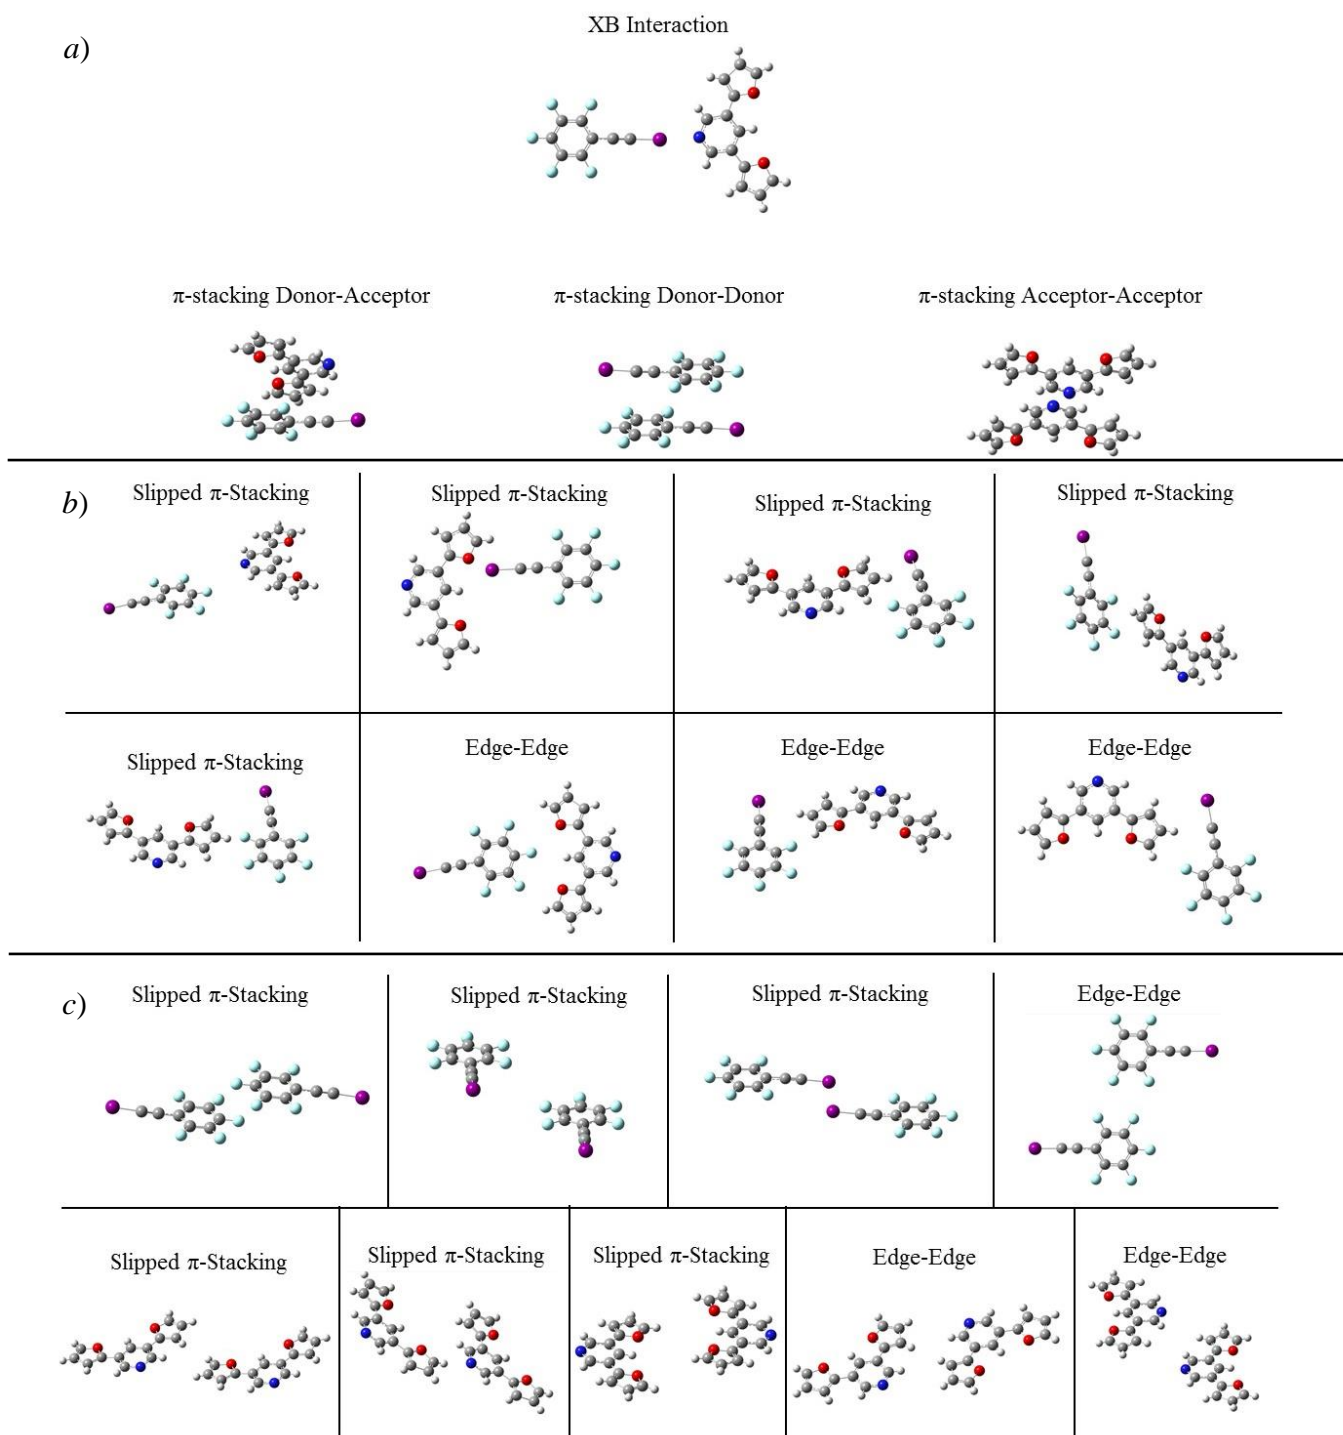 XB Interaction
a)
π-stacking Donor-Acceptor
π-stacking Donor-Donor
π-stacking Acceptor-Acceptor
b)
Slipped π-Stacking
Slipped π-Stacking
Slipped π-Stacking
Slipped π-Stacking
Slipped π-Stacking
Edge-Edge
Edge-Edge
Edge-Edge
c)
Slipped π-Stacking
Slipped π-Stacking
Slipped π-Stacking
Edge-Edge
Slipped π-Stacking
Slipped π-Stacking
Slipped π-Stacking
Edge-Edge
Edge-Edge